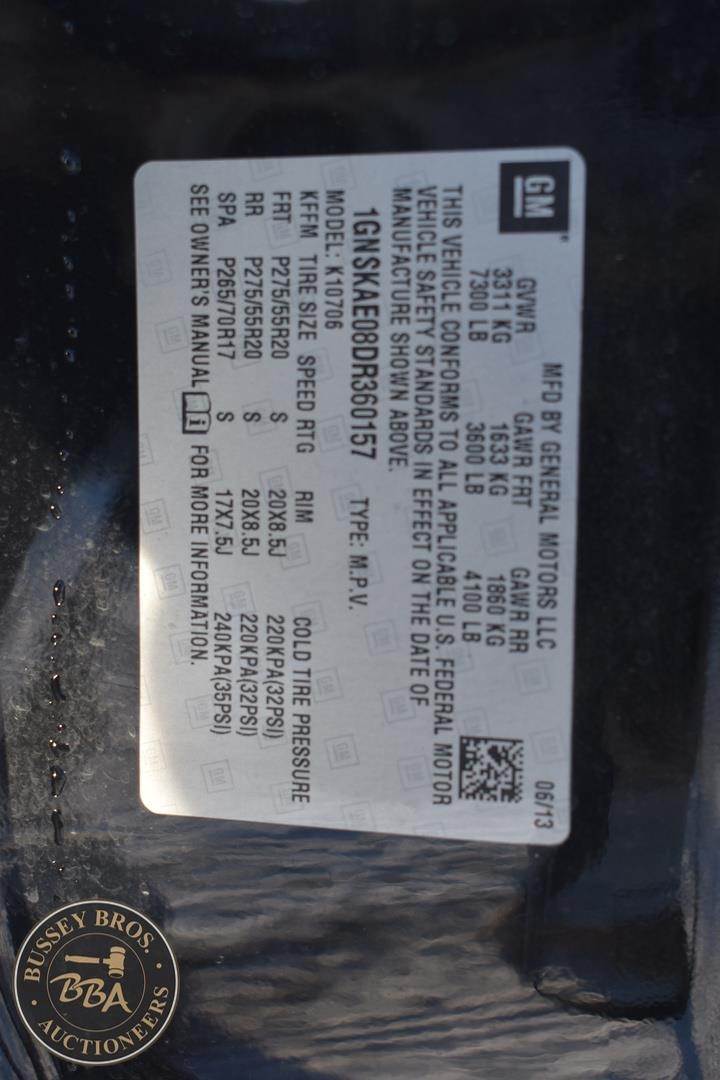 GM
MFD BY GENERAL MOTORS LLC 06/13
GVWR GAWR FRT GAWR RR
3311 KG 1633 KG 1860 KG
7300 LB 3600 LB 4100 LB
THIS VEHICLE CONFORMS TO ALL APPLICABLE U.S. FEDERAL MOTOR
VEHICLE SAFETY STANDARDS IN EFFECT ON THE DATE OF
MANUFACTURE SHOWN ABOVE.
1GNSKAE08DR360157 TYPE: M.P.V.
MODEL: K10706
KFFM TIRE SIZE SPEED RTG RIM COLD TIRE PRESSURE
FRT P275/55R20 S 20X8.5J 220KPA(32PSI)
RR P275/55R20 S 20X8.5J 220KPA(32PSI)
SPA P265/70R17 S 17X7.5J 240KPA(35PSI)
SEE OWNER'S MANUAL FOR MORE INFORMATION.
BUSSEY BROS.
BBA
AUCTIONEERS